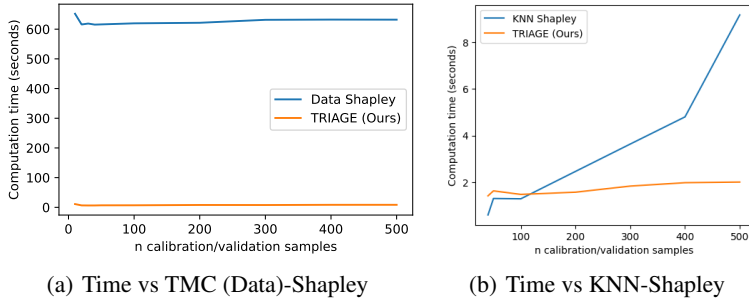 Computation time (seconds)
600
500
400
300
200
100
0
Data Shapley
TRIAGE (Ours)
0 100 200 300 400 500
n calibration/validation samples
(a) Time vs TMC (Data)-Shapley
Computation time (seconds)
8
6
4
2
KNN Shapley
TRIAGE (Ours)
100 200 300 400 500
n calibration/validation samples
(b) Time vs KNN-Shapley